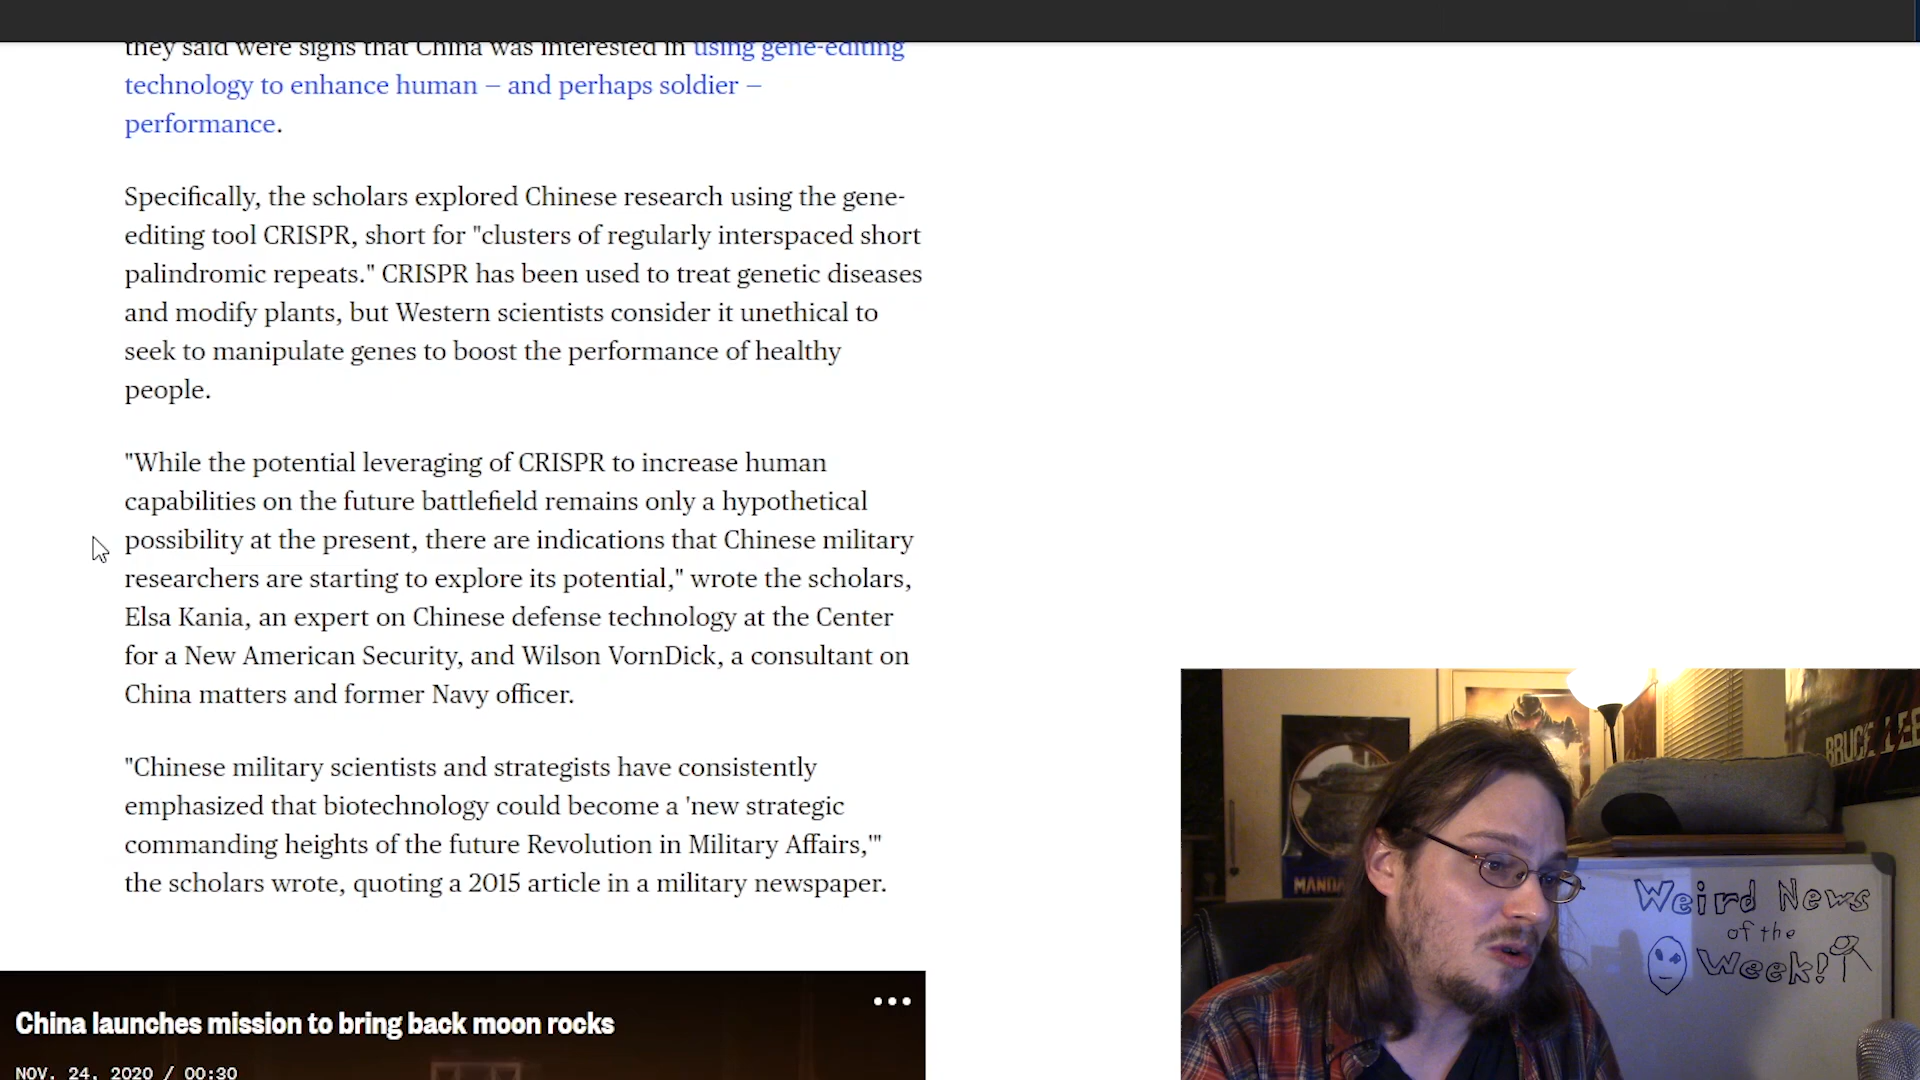 they said were signs that China was interested in using gene-editing
technology to enhance human – and perhaps soldier –
performance.
Specifically, the scholars explored Chinese research using the gene-
editing tool CRISPR, short for "clusters of regularly interspaced short
palindromic repeats." CRISPR has been used to treat genetic diseases
and modify plants, but Western scientists consider it unethical to
seek to manipulate genes to boost the performance of healthy
people.
"While the potential leveraging of CRISPR to increase human
capabilities on the future battlefield remains only a hypothetical
possibility at the present, there are indications that Chinese military
researchers are starting to explore its potential," wrote the scholars,
Elsa Kania, an expert on Chinese defense technology at the Center
for a New American Security, and Wilson VornDick, a consultant on
China matters and former Navy officer.
"Chinese military scientists and strategists have consistently
emphasized that biotechnology could become a 'new strategic
commanding heights of the future Revolution in Military Affairs,'"
the scholars wrote, quoting a 2015 article in a military newspaper.
China launches mission to bring back moon rocks
NOV. 24, 2020 / 00:30
BRUCE LEE
MANDA
Weird News
of the
Week!